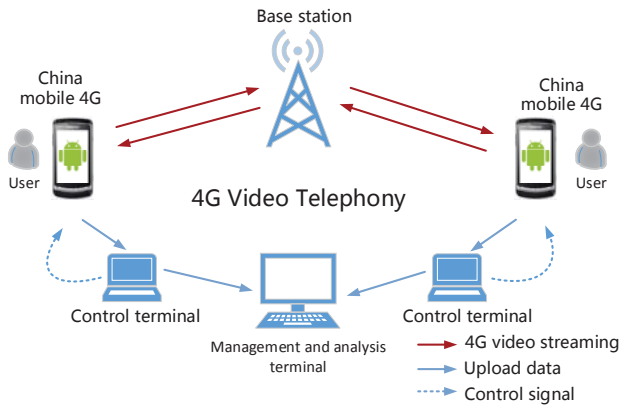 Base station
China
mobile 4G
China
mobile 4G
User
User
4G Video Telephony
Control terminal
Control terminal
Management and analysis
terminal
4G video streaming
Upload data
Control signal